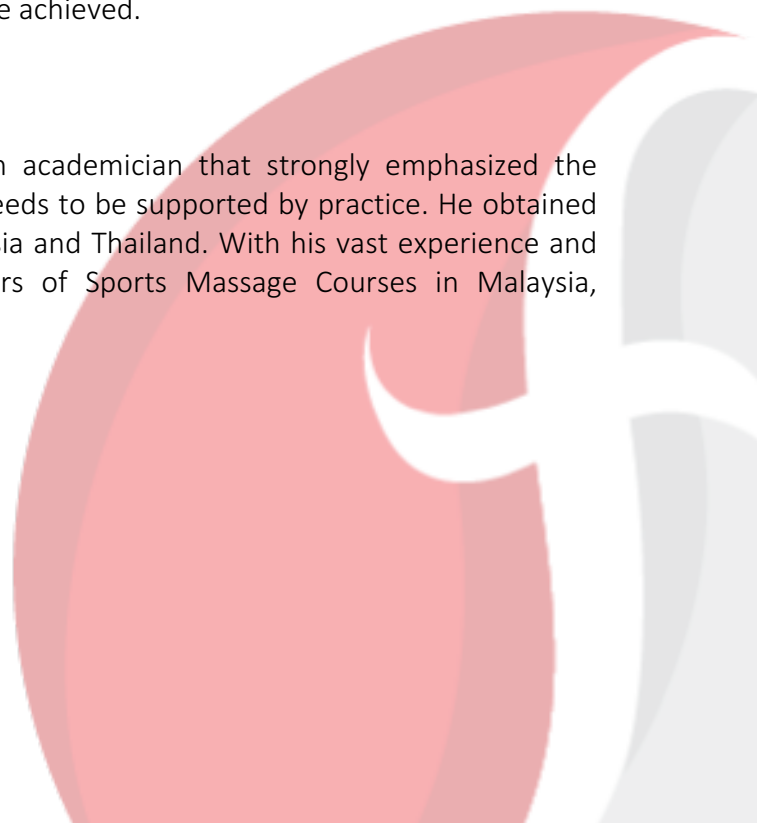 e achieved.
n academician that strongly emphasized the
eeds to be supported by practice. He obtained
sia and Thailand. With his vast experience and
rs of Sports Massage Courses in Malaysia,